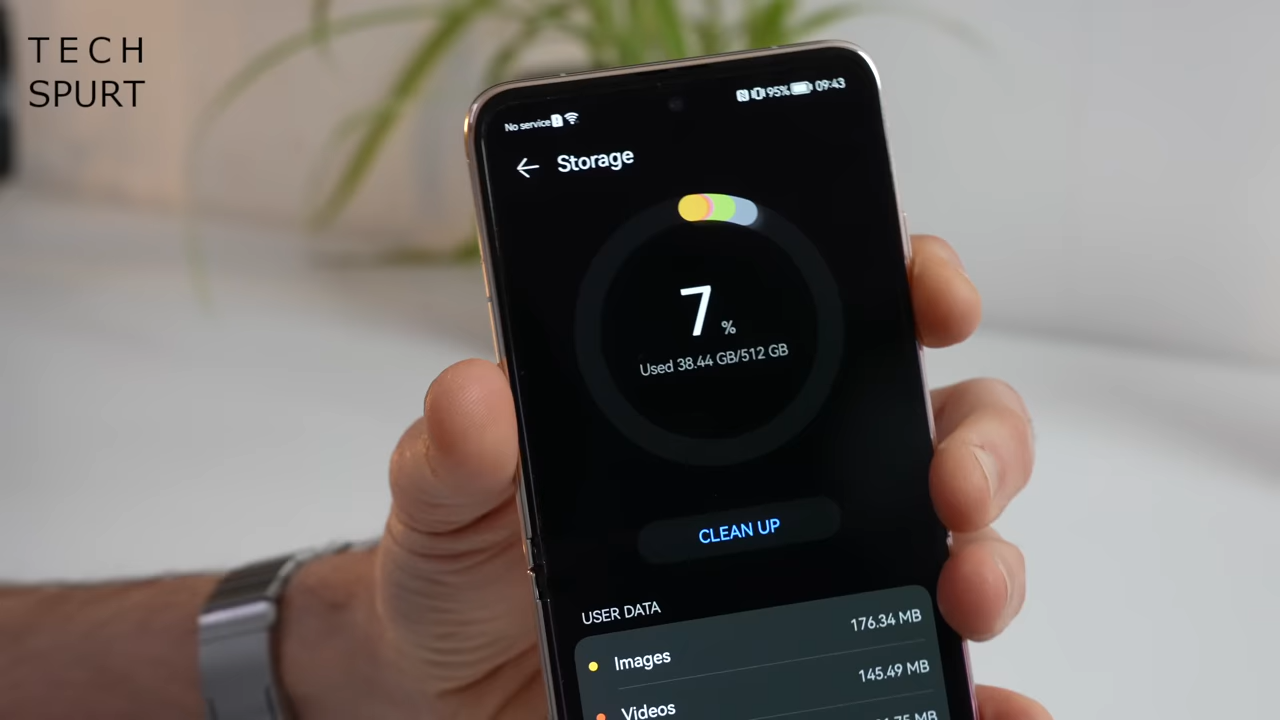 TECH
SPURT
No service
95% 09:43
Storage
7 %
Used 38.44 GB/512 GB
CLEAN UP
USER DATA
Images 176.34 MB
Videos 145.49 MB
MB